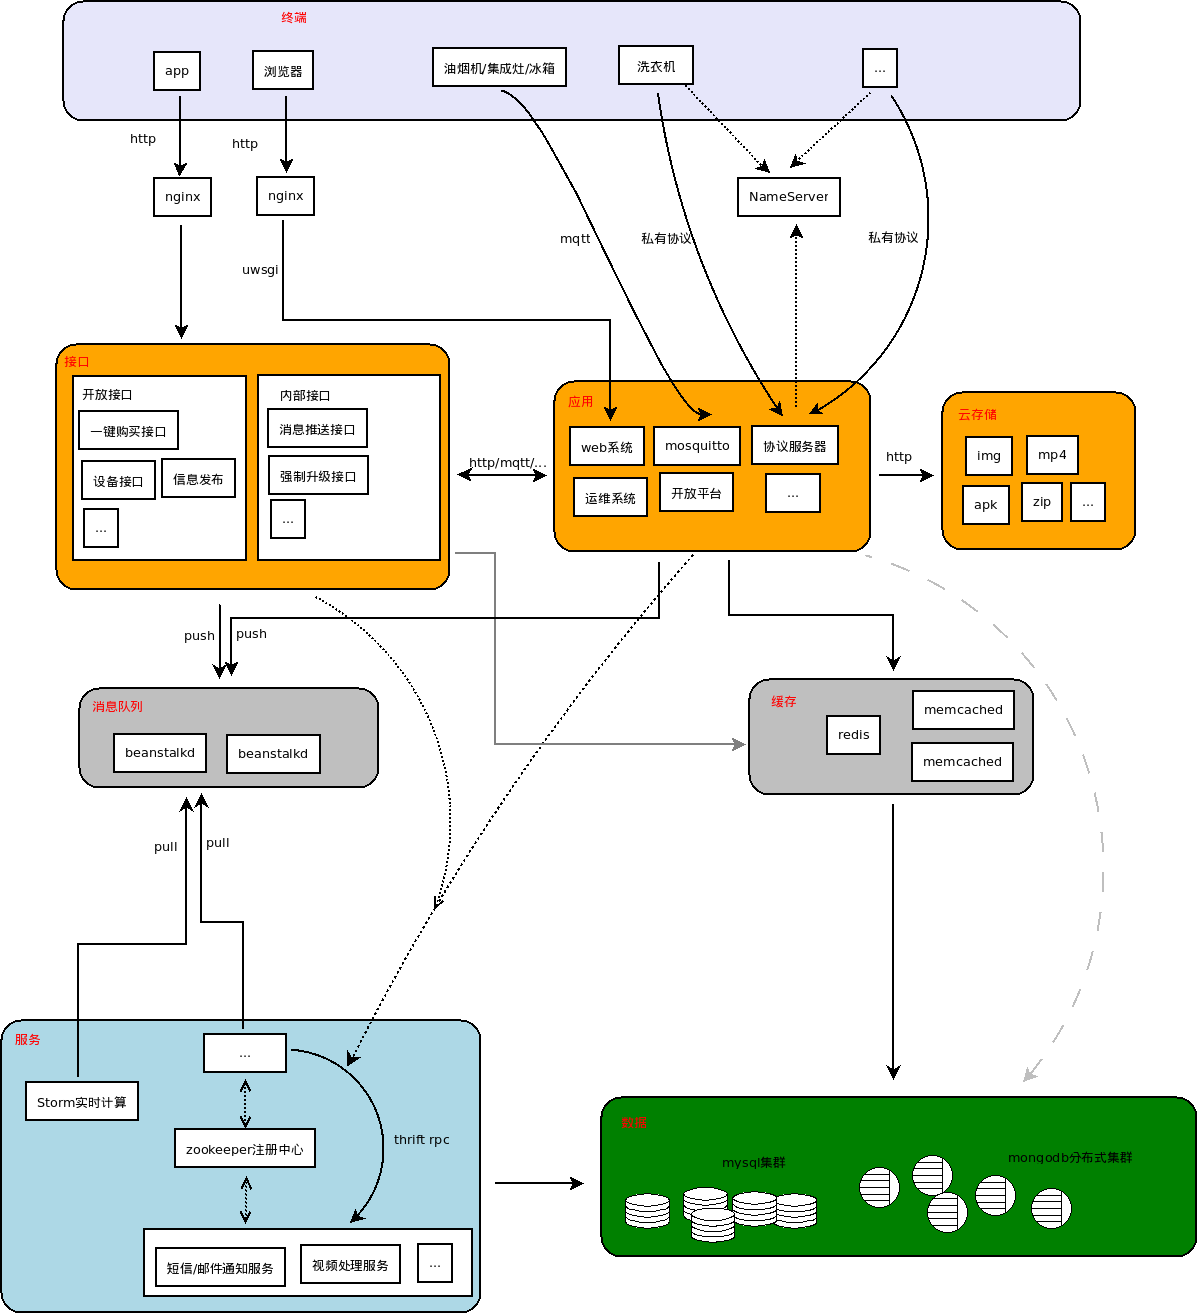 终端
app
浏览器
油烟机/集成灶/冰箱
洗衣机
...
http
http
nginx
nginx
NameServer
uwsgi
mqtt
私有协议
私有协议
接口
开放接口
一键购买接口
设备接口
信息发布
...
内部接口
消息推送接口
强制升级接口
...
http/mqtt/...
应用
web系统
mosquitto
协议服务器
运维系统
开放平台
...
http
云存储
img
mp4
apk
zip
...
push
push
消息队列
beanstalkd
beanstalkd
缓存
redis
memcached
memcached
pull
pull
服务
...
Storm实时计算
zookeeper注册中心
thrift rpc
短信/邮件通知服务
视频处理服务
...
数据
mysql集群
mongodb分布式集群